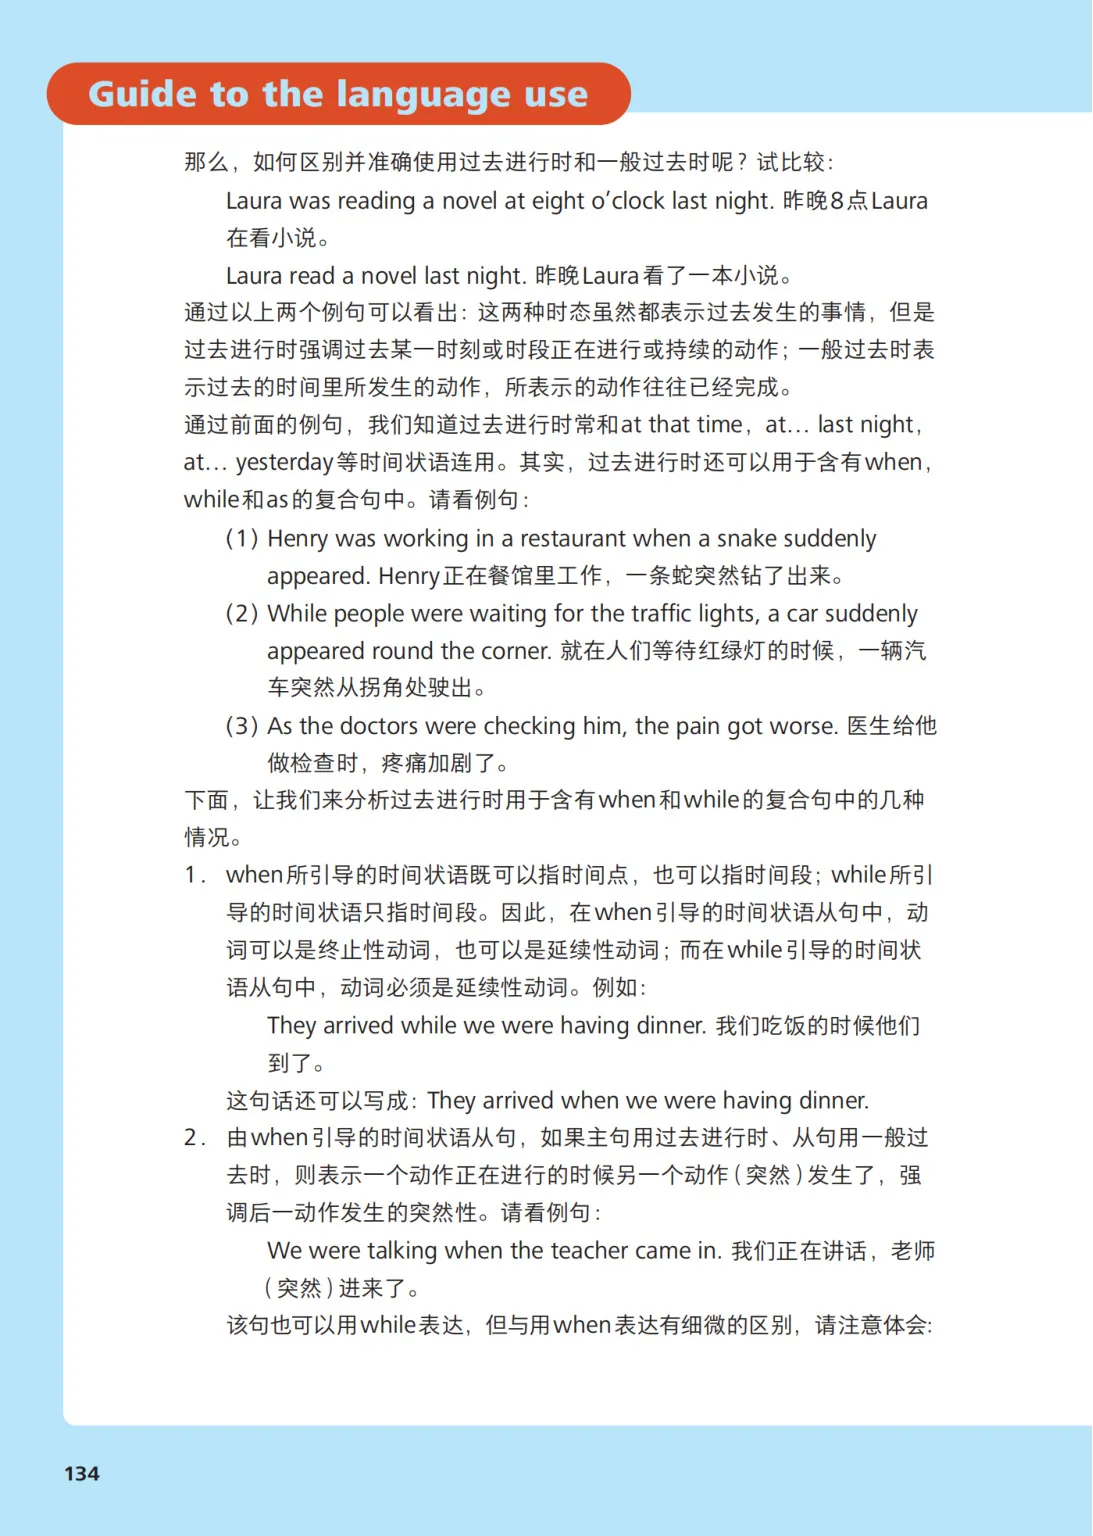 Guide to the language use
那么，如何区别并准确使用过去进行时和一般过去时呢？试比较：
Laura was reading a novel at eight o’clock last night. 昨晚8点Laura
在看小说。
Laura read a novel last night. 昨晚Laura看了一本小说。
通过以上两个例句可以看出：这两种时态虽然都表示过去发生的事情，但是
过去进行时强调过去某一时刻或时段正在进行或持续的动作；一般过去时表
示过去的时间里所发生的动作，所表示的动作往往已经完成。
通过前面的例句，我们知道过去进行时常和at that time，at… last night，
at… yesterday等时间状语连用。其实，过去进行时还可以用于含有when，
while和as的复合句中。请看例句：
(1) Henry was working in a restaurant when a snake suddenly
appeared. Henry正在餐馆里工作，一条蛇突然钻了出来。
(2) While people were waiting for the traffic lights, a car suddenly
appeared round the corner. 就在人们等待红绿灯的时候，一辆汽
车突然从拐角处驶出。
(3) As the doctors were checking him, the pain got worse. 医生给他
做检查时，疼痛加剧了。
下面，让我们来分析过去进行时用于含有when和while的复合句中的几种
情况。
1. when所引导的时间状语既可以指时间点，也可以指时间段；while所引
导的时间状语只指时间段。因此，在when引导的时间状语从句中，动
词可以是终止性动词，也可以是延续性动词；而在while引导的时间状
语从句中，动词必须是延续性动词。例如：
They arrived while we were having dinner. 我们吃饭的时候他们
到了。
这句话还可以写成：They arrived when we were having dinner.
2. 由when引导的时间状语从句，如果主句用过去进行时、从句用一般过
去时，则表示一个动作正在进行的时候另一个动作(突然)发生了，强
调后一动作发生的突然性。请看例句：
We were talking when the teacher came in. 我们正在讲话，老师
(突然)进来了。
该句也可以用while表达，但与用when表达有细微的区别，请注意体会：
134